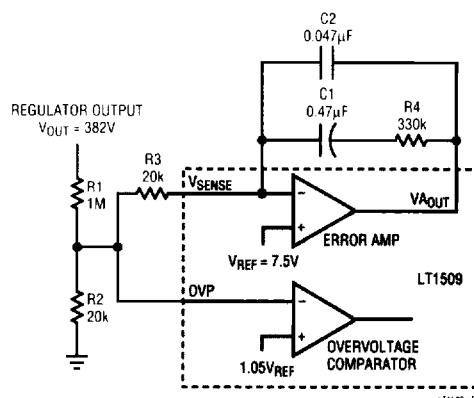 C2
0.047µF
C1
0.47µF
R4
330k
REGULATOR OUTPUT
VOUT = 382V
R3
20k
VSENSE
R1
1M
−
+
VAOUT
ERROR AMP
VREF = 7.5V
LT1509
R2
20k
OVP
−
+
OVERVOLTAGE
COMPARATOR
1.05VREF